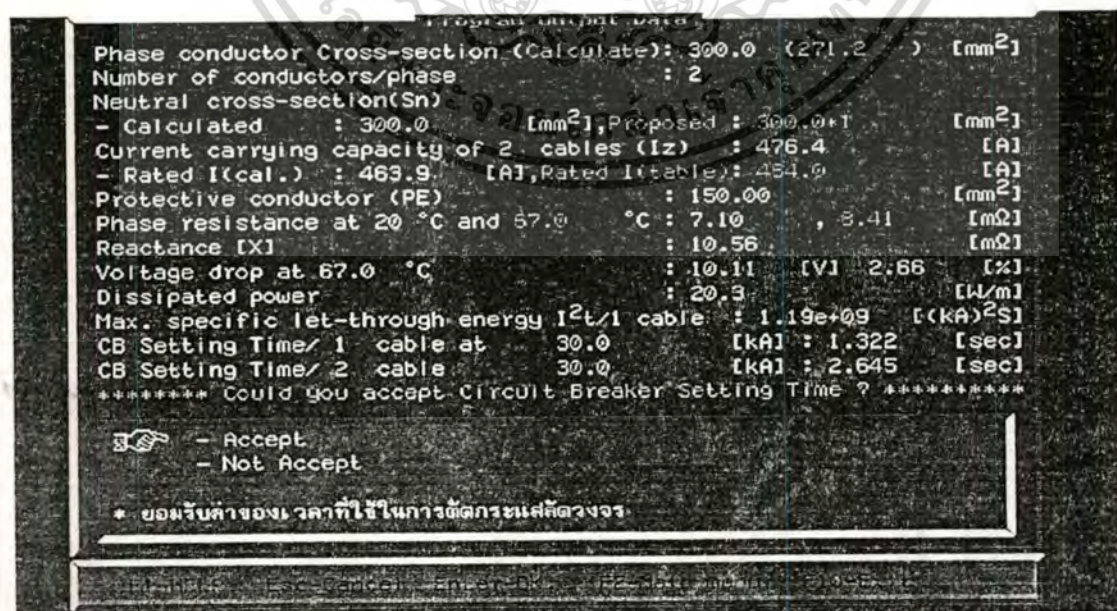 Program Output Data
Phase conductor Cross-section (Calculate): 300.0 (271.2 ) [mm²]
Number of conductors/phase : 2
Neutral cross-section(Sn)
- Calculated : 300.0 [mm²],Proposed : 300.0*1 [mm²]
Current carrying capacity of 2 cables (Iz) : 476.4 [A]
- Rated I(cal.) : 463.9 [A],Rated I(table): 464.0 [A]
Protective conductor (PE) : 150.00 [mm²]
Phase resistance at 20 °C and 67.0 °C : 7.10 , 8.41 [mΩ]
Reactance [X] : 10.56 [mΩ]
Voltage drop at 67.0 °C : 10.11 [V] 2.66 [%]
Dissipated power : 20.3 [W/m]
Max. specific let-through energy I²t/1 cable : 1.19e+09 [(kA)²S]
CB Setting Time/ 1 cable at 30.0 [kA] : 1.322 [sec]
CB Setting Time/ 2 cable 30.0 [kA] : 2.645 [sec]
******** Could you accept Circuit Breaker Setting Time ? **********
- Accept
- Not Accept
* ยอมรับค่าของเวลาที่ใช้ในการตัดกระแสลัดวงจร
Esc-Cancel Enter-OK